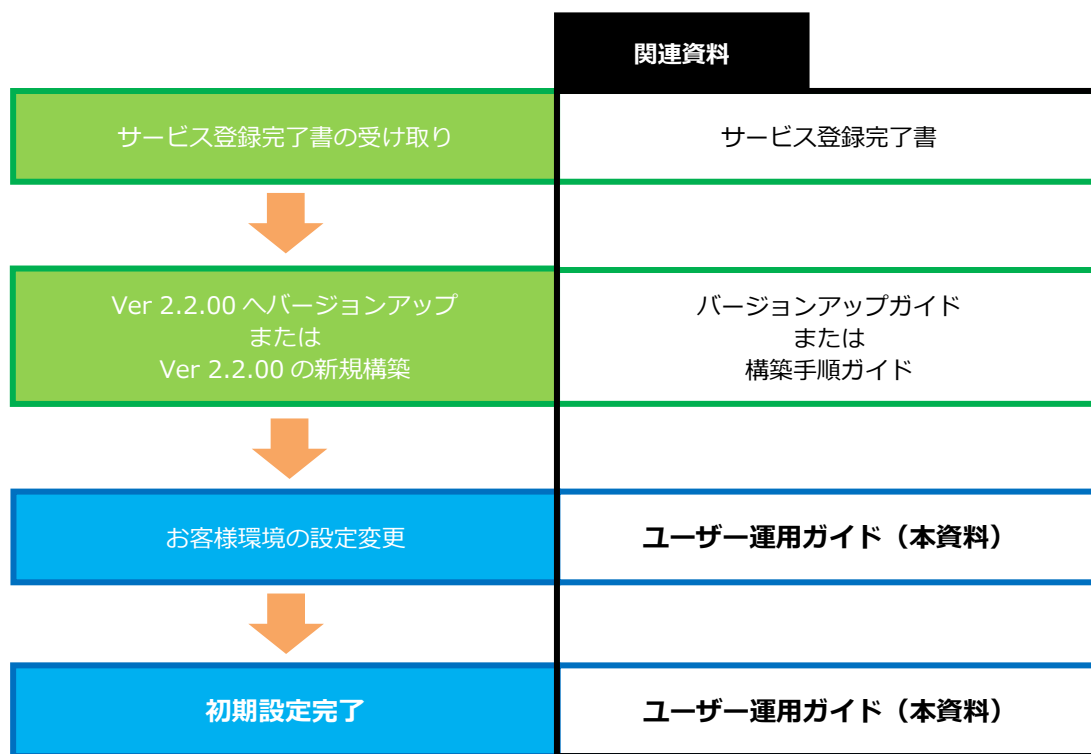 関連資料
サービス登録完了書の受け取り
サービス登録完了書
Ver 2.2.00 へバージョンアップ
または
Ver 2.2.00 の新規構築
バージョンアップガイド
または
構築手順ガイド
お客様環境の設定変更
ユーザー運用ガイド（本資料）
初期設定完了
ユーザー運用ガイド（本資料）